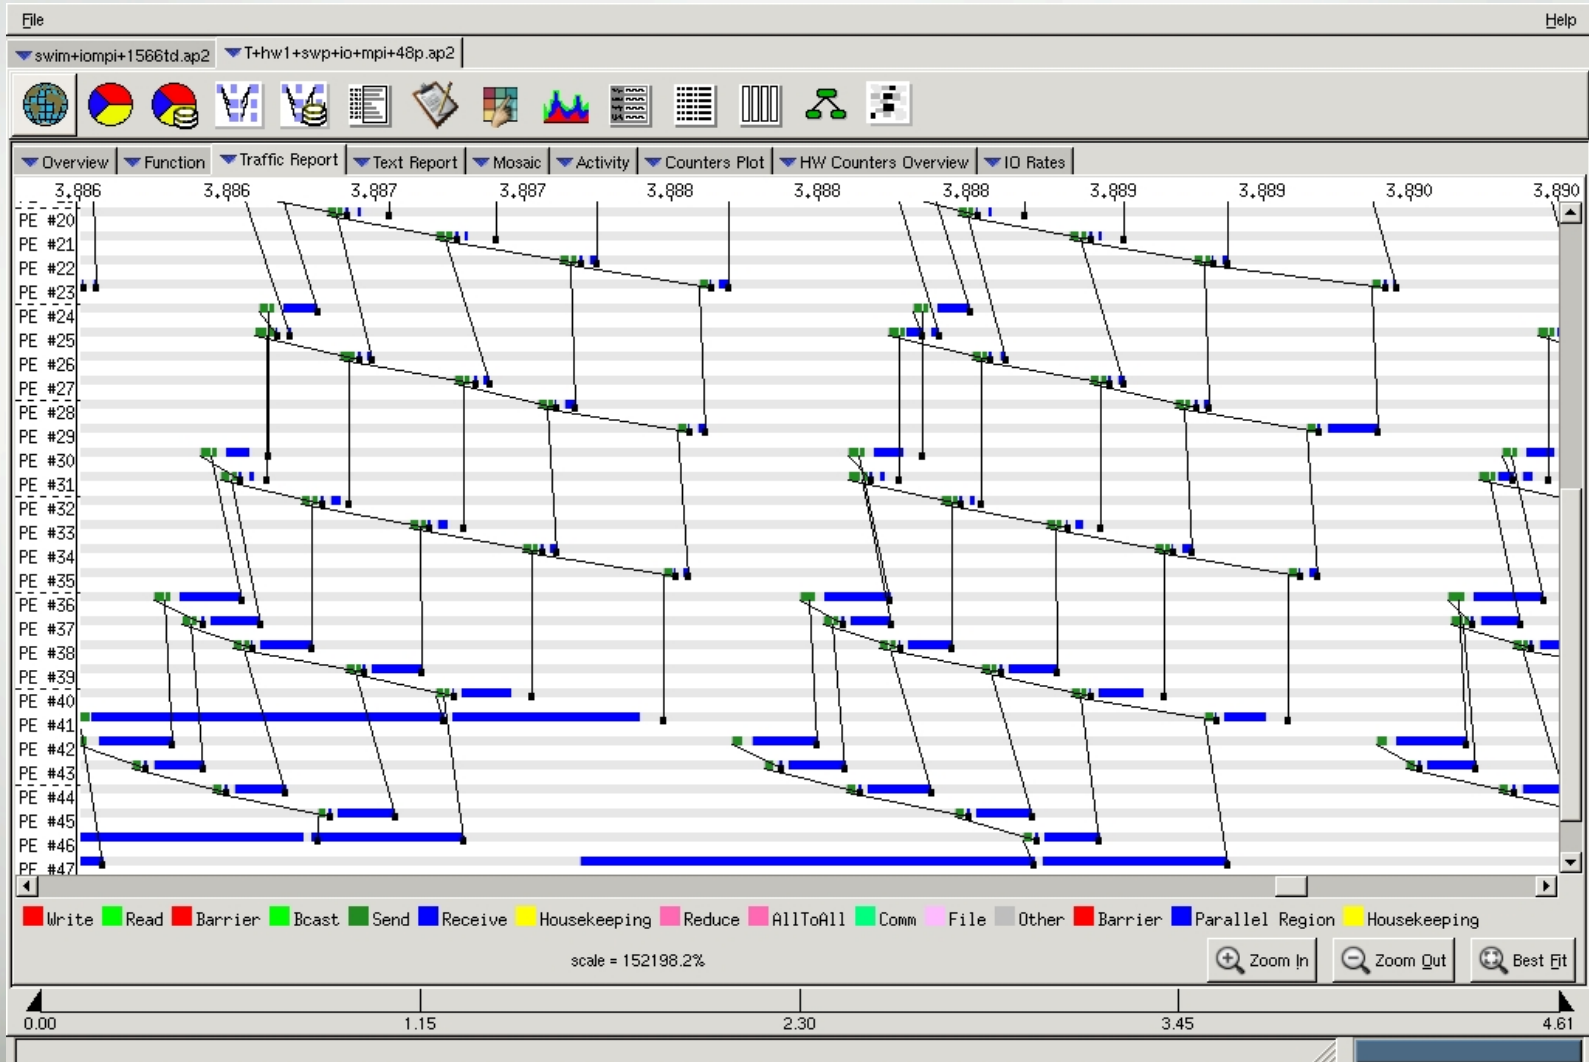 File Help
swim+iompi+1566td.ap2 T+hw1+swp+io+mpi+48p.ap2
Overview Function Traffic Report Text Report Mosaic Activity Counters Plot HW Counters Overview IO Rates
3.886 3.886 3.887 3.887 3.888 3.888 3.888 3.889 3.889 3.890 3.890
PE #20
PE #21
PE #22
PE #23
PE #24
PE #25
PE #26
PE #27
PE #28
PE #29
PE #30
PE #31
PE #32
PE #33
PE #34
PE #35
PE #36
PE #37
PE #38
PE #39
PE #40
PE #41
PE #42
PE #43
PE #44
PE #45
PE #46
PE #47
Write Read Barrier Bcast Send Receive Housekeeping Reduce AllToAll Comm File Other Barrier Parallel Region Housekeeping
scale = 152198.2% Zoom In Zoom Out Best Fit
0.00 1.15 2.30 3.45 4.61